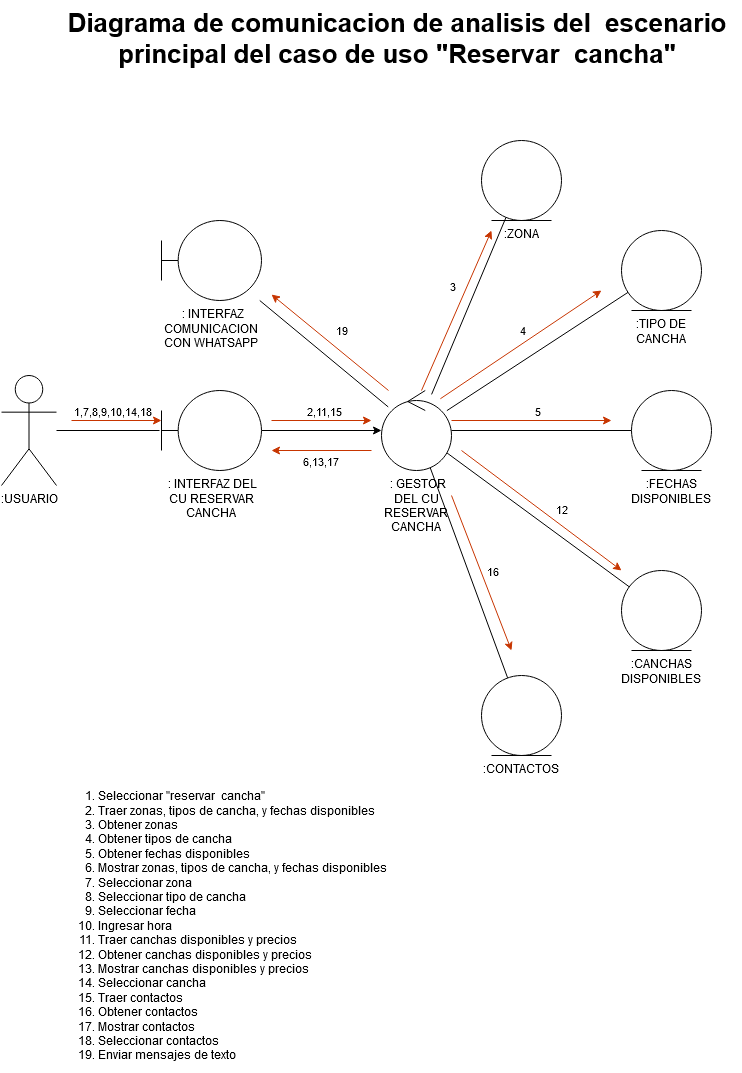 Diagrama de comunicacion de analisis del escenario
principal del caso de uso "Reservar cancha"
:ZONA
: INTERFAZ
COMUNICACION
CON WHATSAPP
3
:TIPO DE
CANCHA
19
4
1,7,8,9,10,14,18
2,11,15
5
6,13,17
:USUARIO
: INTERFAZ DEL
CU RESERVAR
CANCHA
: GESTOR
DEL CU
RESERVAR
CANCHA
:FECHAS
DISPONIBLES
12
16
:CANCHAS
DISPONIBLES
:CONTACTOS
1. Seleccionar "reservar cancha"
2. Traer zonas, tipos de cancha, y fechas disponibles
3. Obtener zonas
4. Obtener tipos de cancha
5. Obtener fechas disponibles
6. Mostrar zonas, tipos de cancha, y fechas disponibles
7. Seleccionar zona
8. Seleccionar tipo de cancha
9. Seleccionar fecha
10. Ingresar hora
11. Traer canchas disponibles y precios
12. Obtener canchas disponibles y precios
13. Mostrar canchas disponibles y precios
14. Seleccionar cancha
15. Traer contactos
16. Obtener contactos
17. Mostrar contactos
18. Seleccionar contactos
19. Enviar mensajes de texto